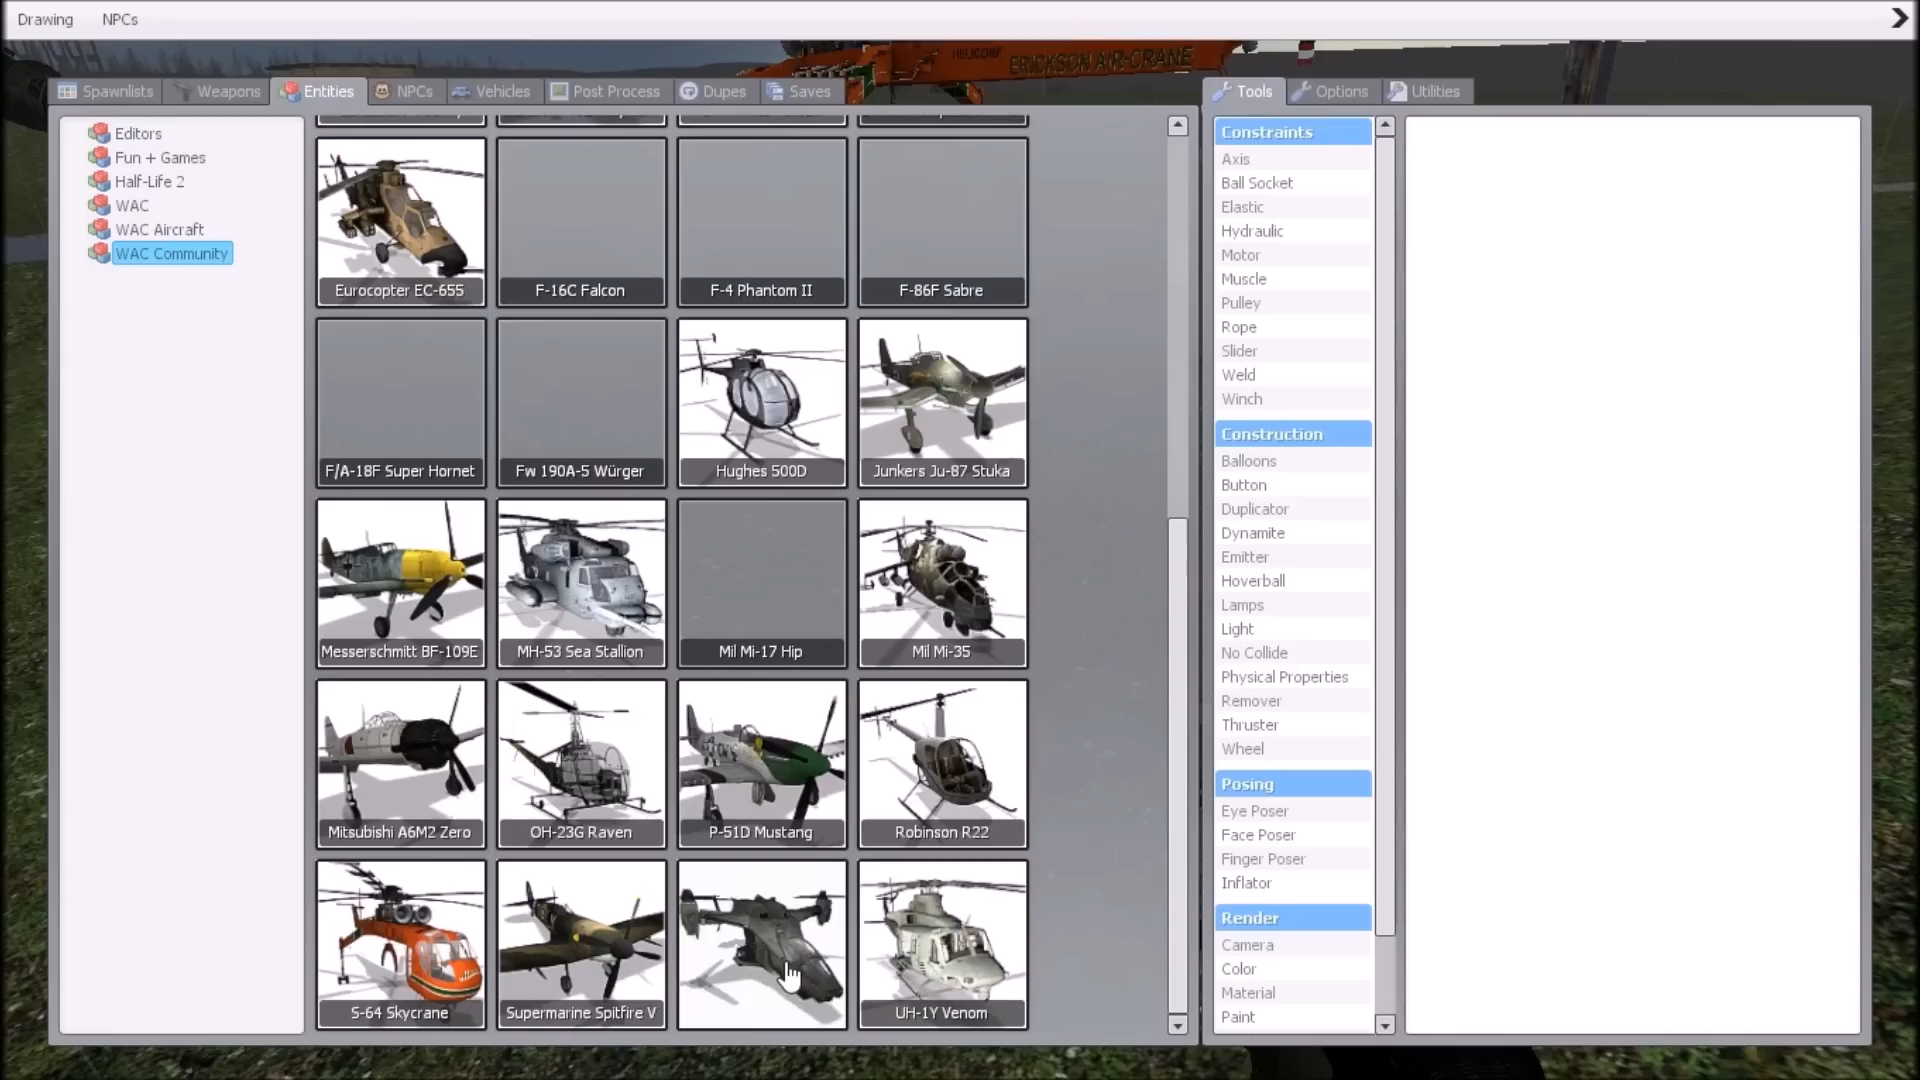 Drawing NPCs
HELICORP ERICKSON AIR-CRANE
Spawnlists Weapons Entities NPCs Vehicles Post Process Dupes Saves
Tools Options Utilities
Editors
Fun + Games
Half-Life 2
WAC
WAC Aircraft
WAC Community
Eurocopter EC-655 F-16C Falcon F-4 Phantom II F-86F Sabre
F/A-18F Super Hornet Fw 190A-5 Würger Hughes 500D Junkers Ju-87 Stuka
Messerschmitt BF-109E MH-53 Sea Stallion Mil Mi-17 Hip Mil Mi-35
Mitsubishi A6M2 Zero OH-23G Raven P-51D Mustang Robinson R22
S-64 Skycrane Supermarine Spitfire V UH-1Y Venom
Constraints
Axis
Ball Socket
Elastic
Hydraulic
Motor
Muscle
Pulley
Rope
Slider
Weld
Winch
Construction
Balloons
Button
Duplicator
Dynamite
Emitter
Hoverball
Lamps
Light
No Collide
Physical Properties
Remover
Thruster
Wheel
Posing
Eye Poser
Face Poser
Finger Poser
Inflator
Render
Camera
Color
Material
Paint